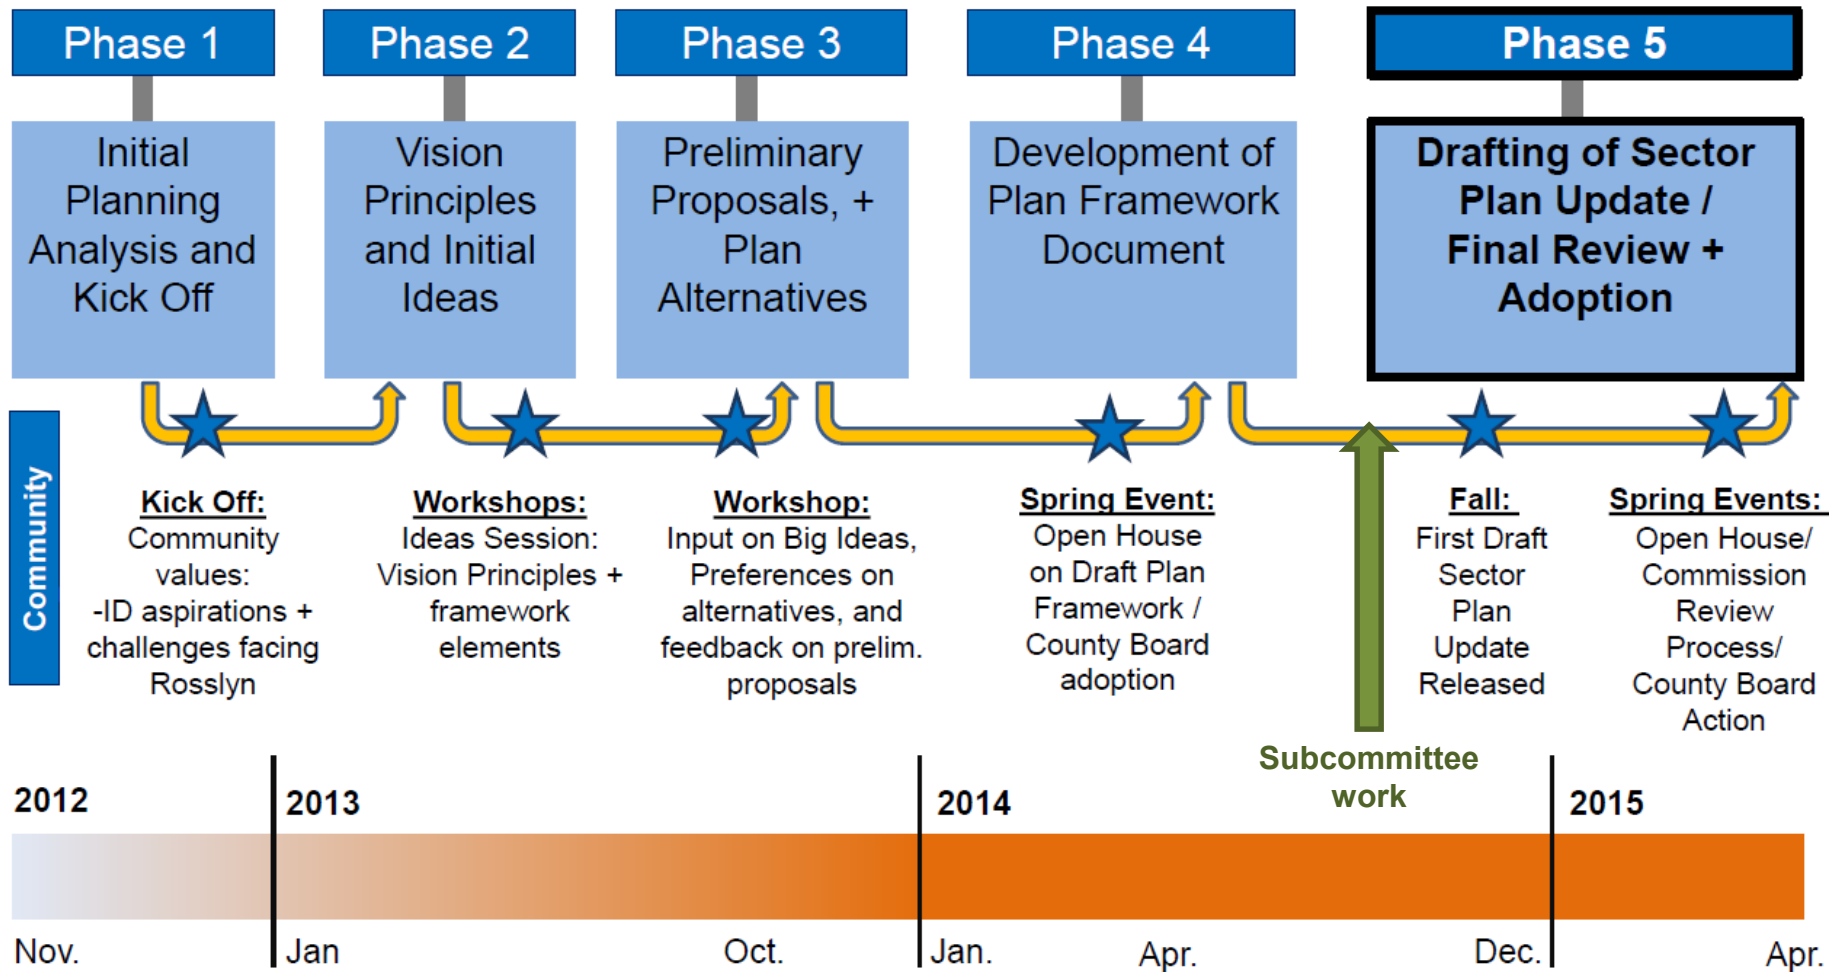 Phase 1
Phase 2
Phase 3
Phase 4
Phase 5
Initial
Planning
Analysis and
Kick Off
Vision
Principles
and Initial
Ideas
Preliminary
Proposals, +
Plan
Alternatives
Development of
Plan Framework
Document
Drafting of Sector
Plan Update /
Final Review +
Adoption
Community
Kick Off:
Community
values:
-ID aspirations +
challenges facing
Rosslyn
Workshops:
Ideas Session:
Vision Principles +
framework
elements
Workshop:
Input on Big Ideas,
Preferences on
alternatives, and
feedback on prelim.
proposals
Spring Event:
Open House
on Draft Plan
Framework /
County Board
adoption
Subcommittee
work
Fall:
First Draft
Sector
Plan
Update
Released
Spring Events:
Open House/
Commission
Review
Process/
County Board
Action
2012
2013
2014
2015
Nov.
Jan
Oct.
Jan.
Apr.
Dec.
Apr.